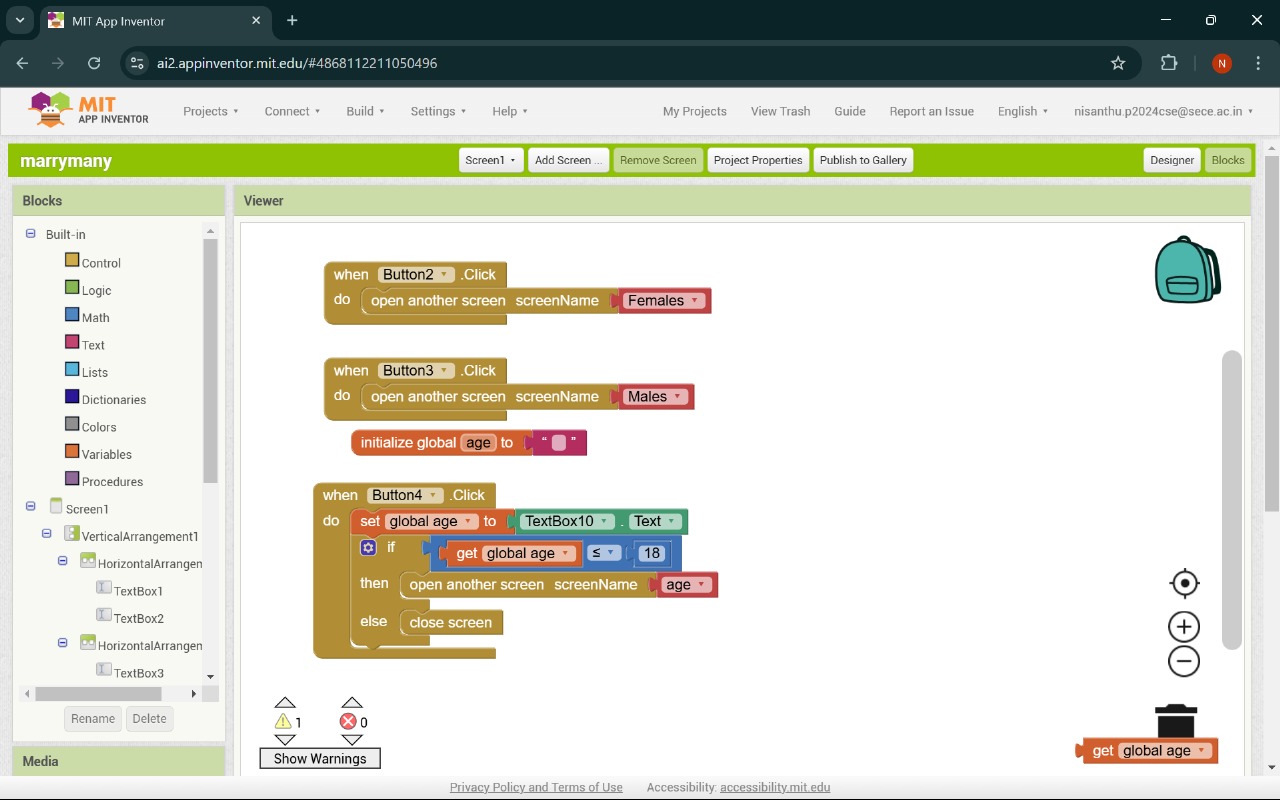 MIT App Inventor
ai2.appinventor.mit.edu/#4868112211050496
N
MIT
APP INVENTOR
Projects Connect Build Settings Help My Projects View Trash Guide Report an Issue English nisanthu.p2024cse@sece.ac.in
marrymany
Screen1 Add Screen ... Remove Screen Project Properties Publish to Gallery Designer Blocks
Blocks
Built-in
Control
Logic
Math
Text
Lists
Dictionaries
Colors
Variables
Procedures
Screen1
VerticalArrangement1
HorizontalArrangen
TextBox1
TextBox2
HorizontalArrangen
TextBox3
Rename Delete
Media
Viewer
when Button2 .Click
do open another screen screenName Females
when Button3 .Click
do open another screen screenName Males
initialize global age to " "
when Button4 .Click
do set global age to TextBox10 . Text
if get global age ≤ 18
then open another screen screenName age
else close screen
1 0
Show Warnings
get global age
Privacy Policy and Terms of Use Accessibility: accessibility.mit.edu